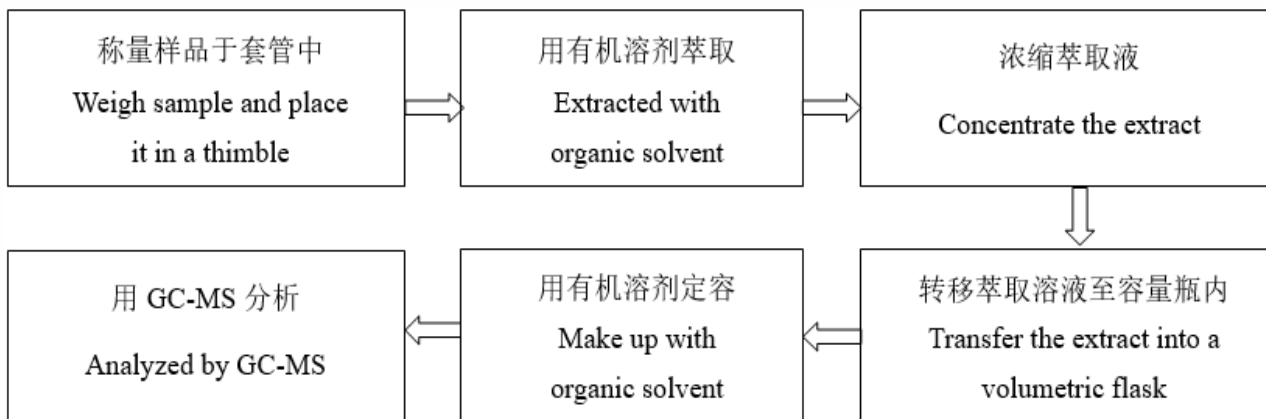 称量样品于套管中
Weigh sample and place
it in a thimble
用有机溶剂萃取
Extracted with
organic solvent
浓缩萃取液
Concentrate the extract
转移萃取溶液至容量瓶内
Transfer the extract into a
volumetric flask
用有机溶剂定容
Make up with
organic solvent
用 GC-MS 分析
Analyzed by GC-MS